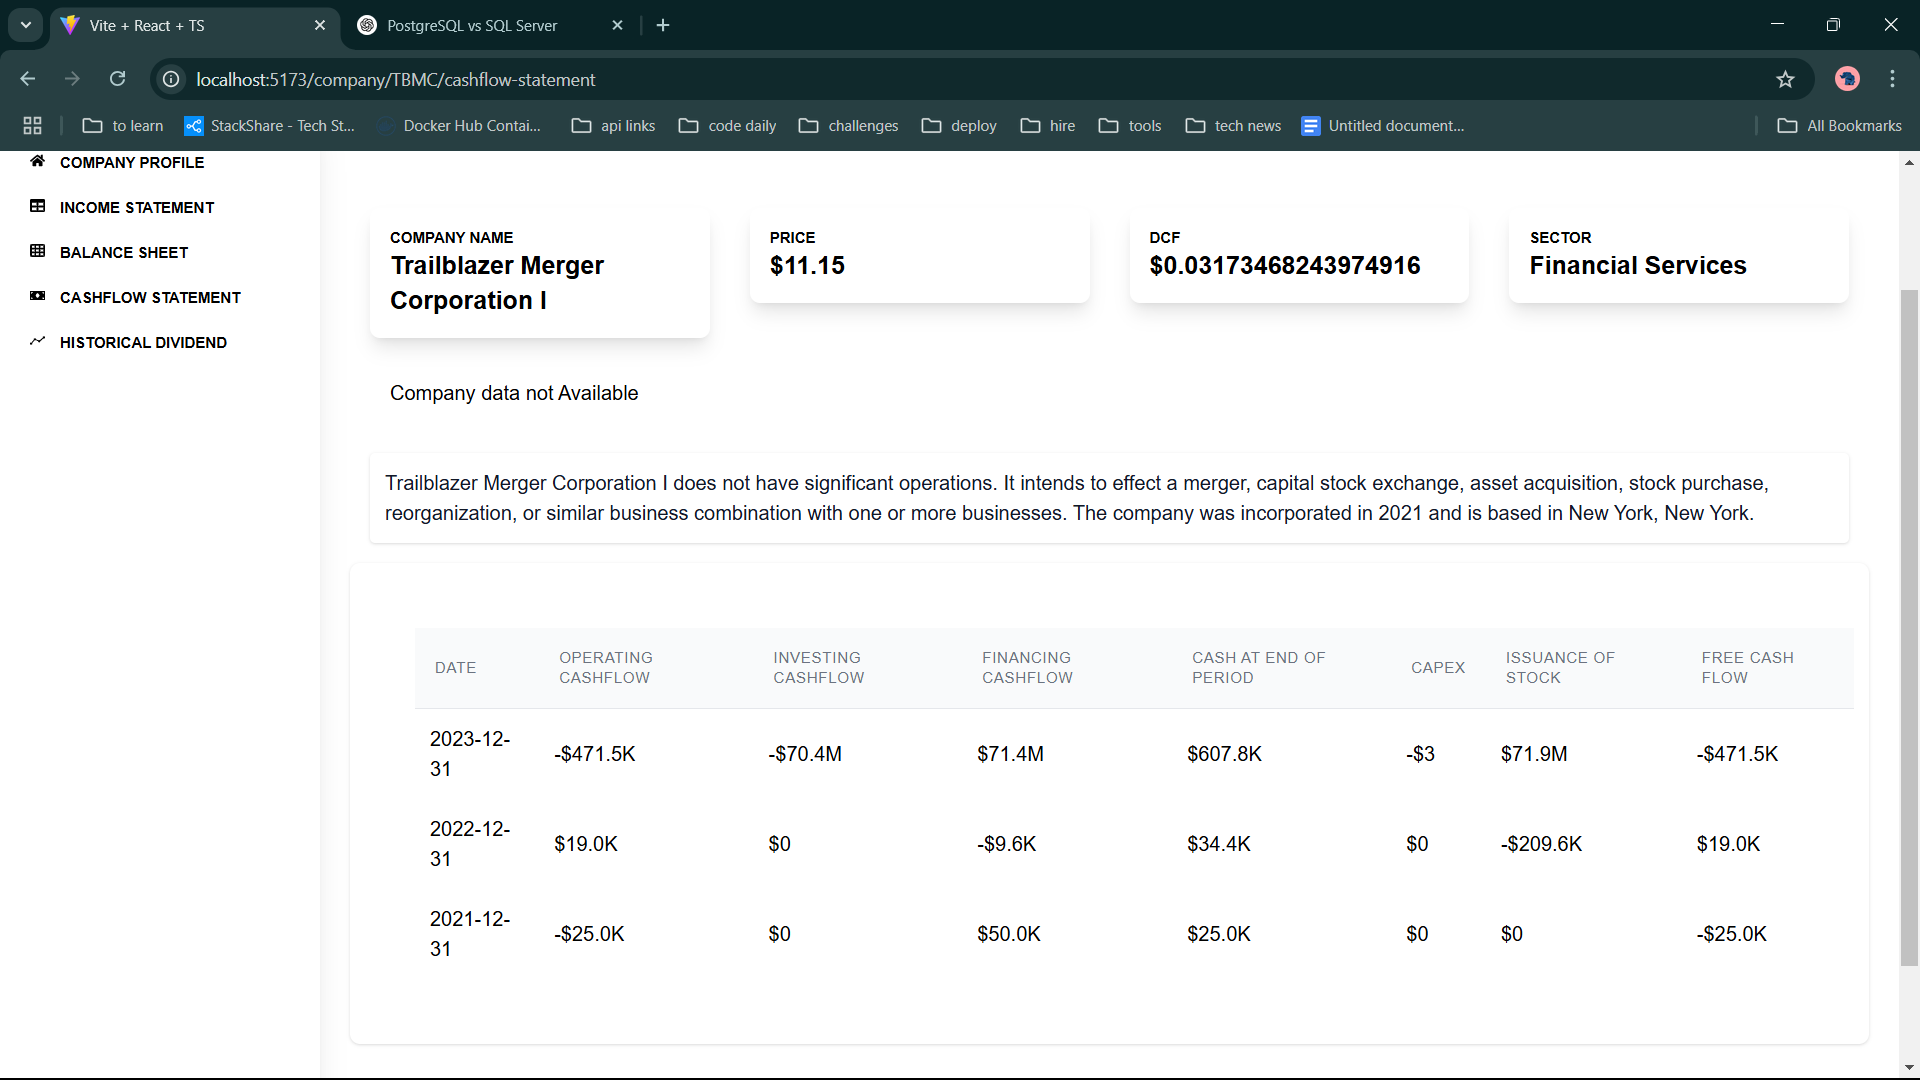 Vite + React + TS
PostgreSQL vs SQL Server
localhost:5173/company/TBMC/cashflow-statement
to learn
StackShare - Tech St...
Docker Hub Contai...
api links
code daily
challenges
deploy
hire
tools
tech news
Untitled document...
All Bookmarks
COMPANY PROFILE
INCOME STATEMENT
BALANCE SHEET
CASHFLOW STATEMENT
HISTORICAL DIVIDEND
COMPANY NAME
Trailblazer Merger
Corporation I
PRICE
$11.15
DCF
$0.03173468243974916
SECTOR
Financial Services
Company data not Available
Trailblazer Merger Corporation I does not have significant operations. It intends to effect a merger, capital stock exchange, asset acquisition, stock purchase,
reorganization, or similar business combination with one or more businesses. The company was incorporated in 2021 and is based in New York, New York.
DATE
OPERATING
CASHFLOW
INVESTING
CASHFLOW
FINANCING
CASHFLOW
CASH AT END OF
PERIOD
CAPEX
ISSUANCE OF
STOCK
FREE CASH
FLOW
2023-12-
31
-$471.5K
-$70.4M
$71.4M
$607.8K
-$3
$71.9M
-$471.5K
2022-12-
31
$19.0K
$0
-$9.6K
$34.4K
$0
-$209.6K
$19.0K
2021-12-
31
-$25.0K
$0
$50.0K
$25.0K
$0
$0
-$25.0K